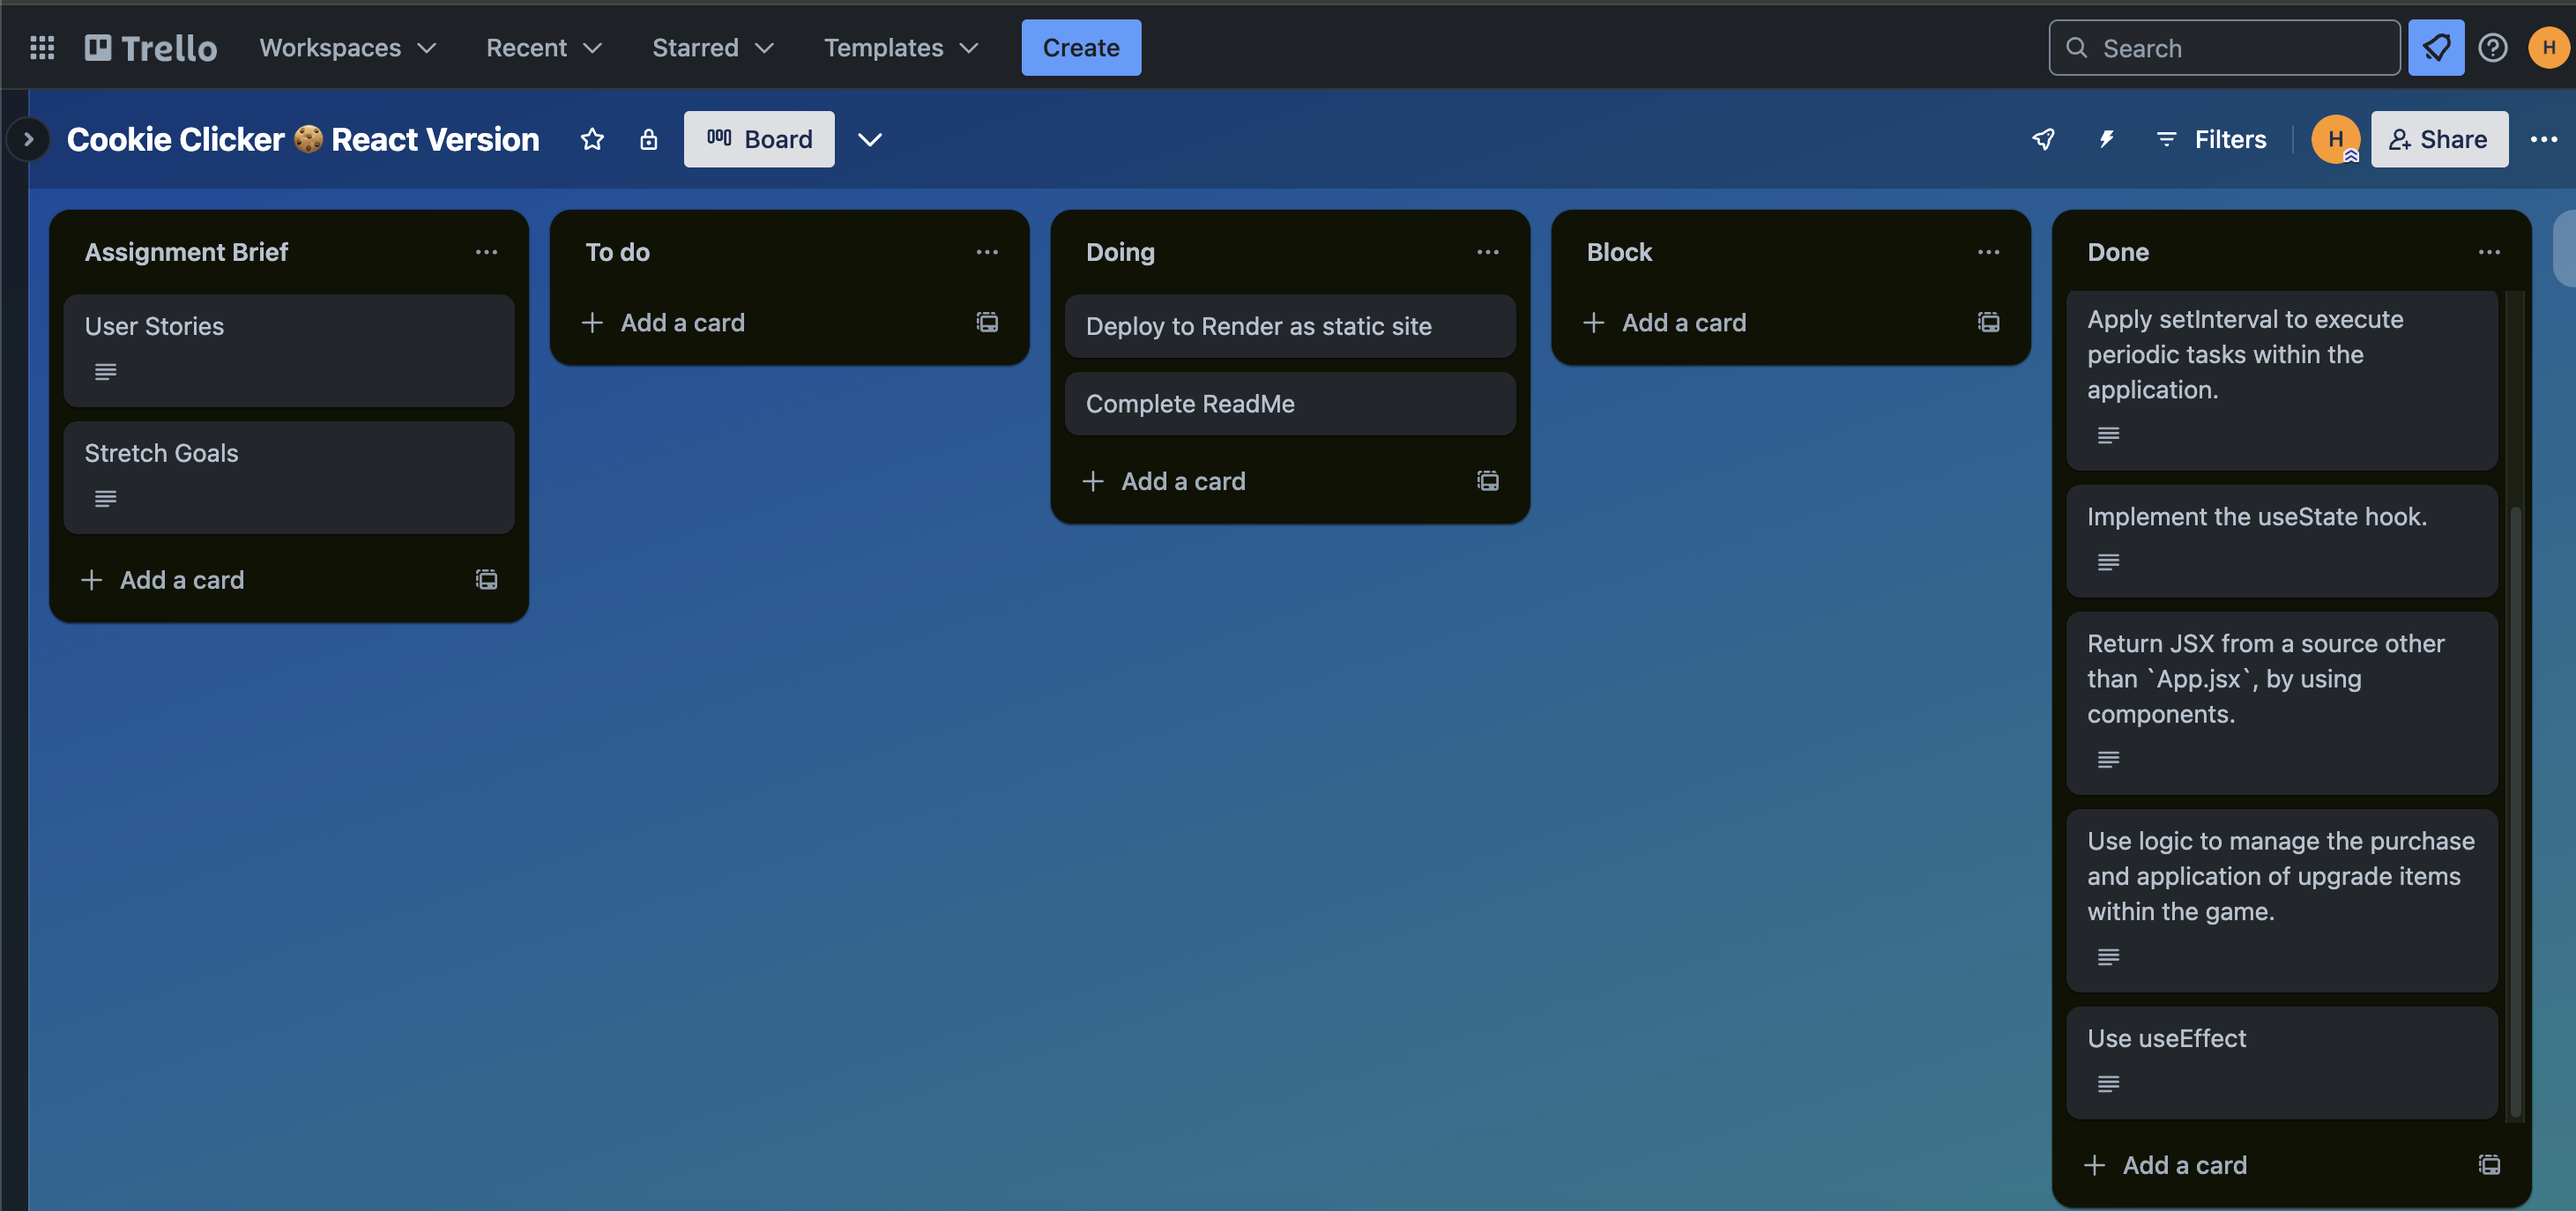 Trello
Workspaces
Recent
Starred
Templates
Create
Search
H
Cookie Clicker 🍪 React Version
Board
Filters
H
Share
Assignment Brief
User Stories
Stretch Goals
Add a card
To do
Add a card
Doing
Deploy to Render as static site
Complete ReadMe
Add a card
Block
Add a card
Done
Apply setInterval to execute
periodic tasks within the
application.
Implement the useState hook.
Return JSX from a source other
than `App.jsx`, by using
components.
Use logic to manage the purchase
and application of upgrade items
within the game.
Use useEffect
Add a card